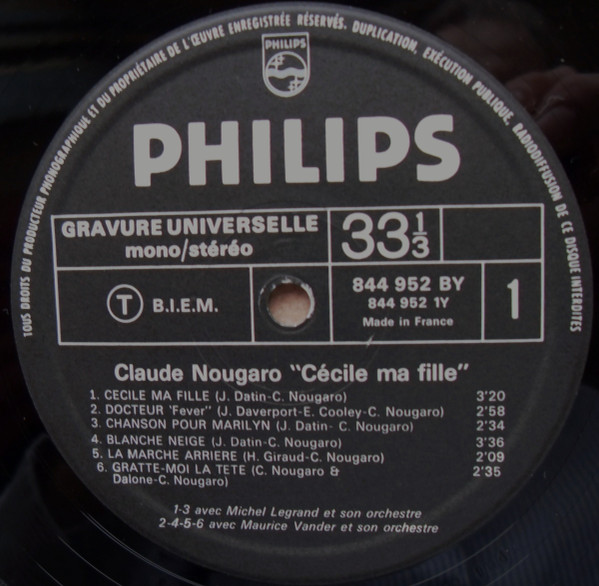 TOUS DROITS DU PRODUCTEUR PHONOGRAPHIQUE ET DU PROPRIÉTAIRE DE L'ŒUVRE ENREGISTRÉE RÉSERVÉS. DUPLICATION, EXÉCUTION PUBLIQUE, RADIODIFFUSION DE CE DISQUE INTERDITES
PHILIPS
PHILIPS
GRAVURE UNIVERSELLE
mono/stéréo
33 1/3
T B.I.E.M.
844 952 BY
844 952 1Y
Made in France
1
Claude Nougaro "Cécile ma fille"
1. CECILE MA FILLE (J. Datin-C. Nougaro) 3'20
2. DOCTEUR 'Fever" (J. Daverport-E. Cooley-C. Nougaro) 2'58
3. CHANSON POUR MARILYN (J. Datin- C. Nougaro) 2'34
4. BLANCHE NEIGE (J. Datin-C. Nougaro) 3'36
5. LA MARCHE ARRIERE (H. Giraud-C. Nougaro) 2'09
6. GRATTE-MOI LA TETE (C. Nougaro & 2'35
Dalone-C. Nougaro)
1-3 avec Michel Legrand et son orchestre
2-4-5-6 avec Maurice Vander et son orchestre